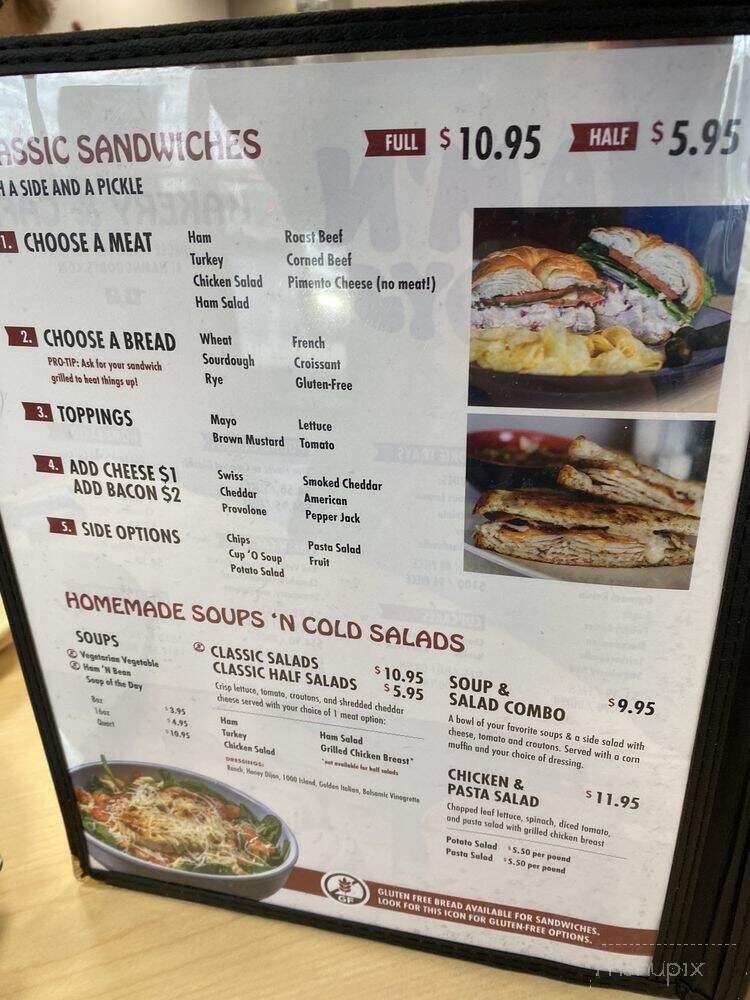 ASSIC SANDWICHES FULL $10.95 HALF $5.95
H A SIDE AND A PICKLE
1. CHOOSE A MEAT
Ham
Turkey
Chicken Salad
Ham Salad
Roast Beef
Corned Beef
Pimento Cheese (no meat!)
2. CHOOSE A BREAD
PRO-TIP: Ask for your sandwich
grilled to heat things up!
Wheat
Sourdough
Rye
French
Croissant
Gluten-Free
3. TOPPINGS
Mayo
Brown Mustard
Lettuce
Tomato
4. ADD CHEESE $1
ADD BACON $2
Swiss
Cheddar
Provolone
Smoked Cheddar
American
Pepper Jack
5. SIDE OPTIONS
Chips
Cup 'O Soup
Potato Salad
Pasta Salad
Fruit
HOMEMADE SOUPS 'N COLD SALADS
SOUPS
Vegetarian Vegetable
Ham 'N Bean
Soup of the Day
8oz $3.95
16oz $4.95
Quart $10.95
CLASSIC SALADS $10.95
CLASSIC HALF SALADS $5.95
Crisp lettuce, tomato, croutons, and shredded cheddar
cheese served with your choice of 1 meat option:
Ham
Turkey
Chicken Salad
Ham Salad
Grilled Chicken Breast*
*not available for half salads
DRESSINGS:
Ranch, Honey Dijon, 1000 Island, Golden Italian, Balsamic Vinagrette
SOUP &
SALAD COMBO $9.95
A bowl of your favorite soups & a side salad with
cheese, tomato and croutons. Served with a corn
muffin and your choice of dressing.
CHICKEN &
PASTA SALAD $11.95
Chopped leaf lettuce, spinach, diced tomato,
and pasta salad with grilled chicken breast
Potato Salad $5.50 per pound
Pasta Salad $5.50 per pound
GF
GLUTEN FREE BREAD AVAILABLE FOR SANDWICHES.
LOOK FOR THIS ICON FOR GLUTEN-FREE OPTIONS.
menupix